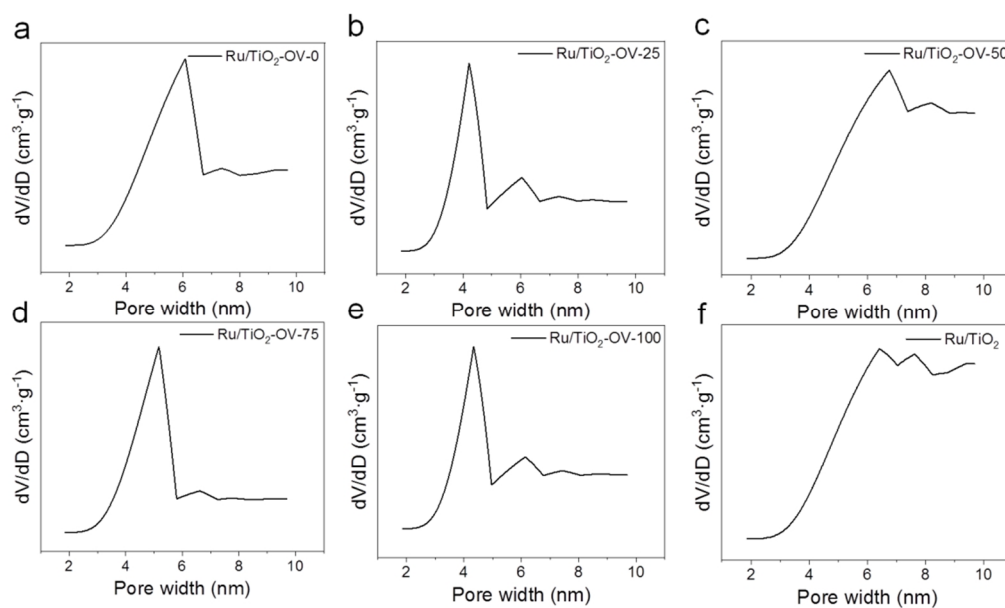 a
Ru/TiO₂-OV-0
dV/dD (cm³·g⁻¹)
2 4 6 8 10
Pore width (nm)
b
Ru/TiO₂-OV-25
dV/dD (cm³·g⁻¹)
2 4 6 8 10
Pore width (nm)
c
Ru/TiO₂-OV-50
dV/dD (cm³·g⁻¹)
2 4 6 8 10
Pore width (nm)
d
Ru/TiO₂-OV-75
dV/dD (cm³·g⁻¹)
2 4 6 8 10
Pore width (nm)
e
Ru/TiO₂-OV-100
dV/dD (cm³·g⁻¹)
2 4 6 8 10
Pore width (nm)
f
Ru/TiO₂
dV/dD (cm³·g⁻¹)
2 4 6 8 10
Pore width (nm)